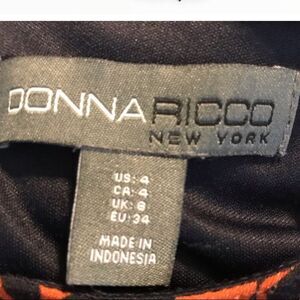 DONNA RICCO
NEW YORK
US: 4
CA: 4
UK: 8
EU: 34
MADE IN
INDONESIA